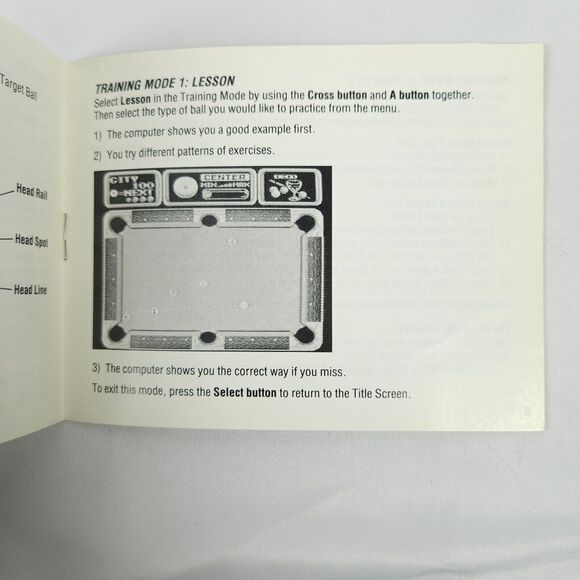 Target Ball
Head Rail
Head Spot
Head Line
TRAINING MODE 1: LESSON
Select Lesson in the Training Mode by using the Cross button and A button together.
Then select the type of ball you would like to practice from the menu.
1) The computer shows you a good example first.
2) You try different patterns of exercises.
CITY
100
=NEXT
CENTER
MIN MAX
DECO
3) The computer shows you the correct way if you miss.
To exit this mode, press the Select button to return to the Title Screen.